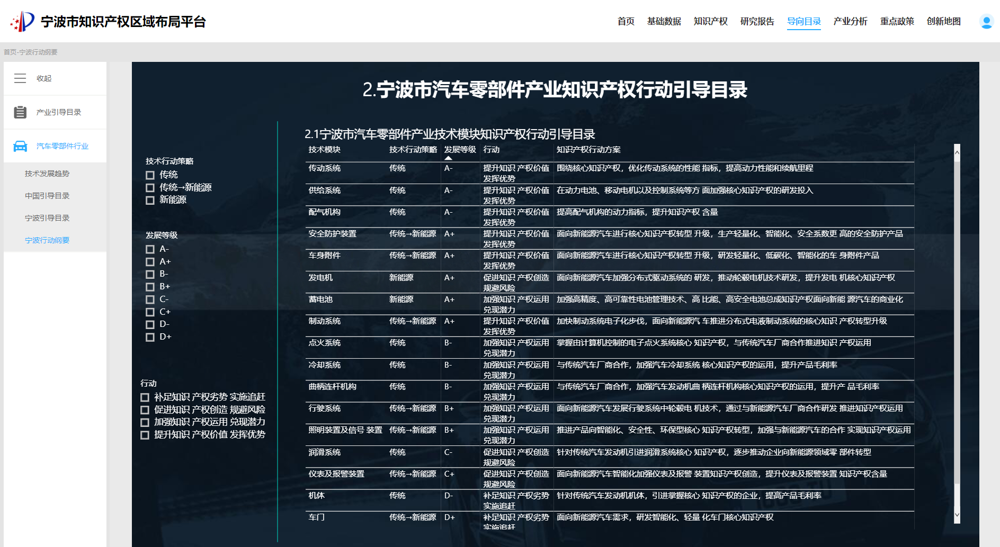 宁波市知识产权区域布局平台
首页 基础数据 知识产权 研究报告 导向目录 产业分析 重点政策 创新地图
首页-宁波行动纲要
收起
产业引导目录
汽车零部件行业
技术发展趋势
中国引导目录
宁波引导目录
宁波行动纲要
2.宁波市汽车零部件产业知识产权行动引导目录
技术行动策略
传统
传统→新能源
新能源
发展等级
A-
A+
B-
B+
C-
C+
D-
D+
行动
补足知识 产权劣势 实施追赶
促进知识 产权创造 规避风险
加强知识 产权运用 兑现潜力
提升知识 产权价值 发挥优势
2.1宁波市汽车零部件产业技术模块知识产权行动引导目录
技术模块 技术行动策略 发展等级 行动 知识产权行动方案
传动系统 传统 A- 提升知识 产权价值 围绕核心知识产权，优化传动系统的性能 指标，提高动力性能和续航里程
发挥优势
供给系统 传统 A- 提升知识 产权价值 在动力电池、移动电机以及控制系统等方 面加强核心知识产权的研发投入
发挥优势
配气机构 传统 A- 提升知识 产权价值 提高配气机构的动力指标，提升知识产权 含量
发挥优势
安全防护装置 传统→新能源 A+ 提升知识 产权价值 面向新能源汽车进行核心知识产权转型 升级，生产轻量化、智能化、安全系数更 高的安全防护产品
发挥优势
车身附件 传统→新能源 A+ 提升知识 产权价值 面向新能源汽车进行核心知识产权转型 升级，研发轻量化、低碳化、智能化的车 身附件产品
发挥优势
发电机 新能源 A+ 促进知识 产权创造 面向新能源汽车加强分布式驱动系统的 研发，推动轮毂电机技术研发，提升发电 机核心知识产权
规避风险
蓄电池 新能源 A+ 加强知识 产权运用 加强高精度、高可靠性电池管理技术、高 比能、高安全电池总成知识产权面向新能 源汽车的商业化
兑现潜力
制动系统 传统→新能源 A+ 提升知识 产权价值 加快制动系统电子化步伐，面向新能源汽 车推进分布式电液制动系统的核心知识 产权转型升级
发挥优势
点火系统 传统 B- 加强知识 产权运用 掌握由计算机控制的电子点火系统核心 知识产权，与传统汽车厂商合作推进知识 产权运用
兑现潜力
冷却系统 传统 B- 加强知识 产权运用 与传统汽车厂商合作，加强汽车冷却系统 核心知识产权的运用，提升产品毛利率
兑现潜力
曲柄连杆机构 传统 B- 加强知识 产权运用 与传统汽车厂商合作，加强汽车发动机曲 柄连杆机构核心知识产权的运用，提升产 品毛利率
兑现潜力
行驶系统 传统→新能源 B+ 加强知识 产权运用 面向新能源汽车发展行驶系统中轮毂电 机技术，通过与新能源汽车厂商合作研发 推进知识产权运用
兑现潜力
照明装置及信号 装置 传统→新能源 B+ 加强知识 产权运用 推进产品向智能化、安全性、环保型核心 知识产权转型，加强与新能源汽车的合作 实现知识产权运用
兑现潜力
润滑系统 传统 C- 促进知识 产权创造 针对传统汽车发动机引进润滑系统核心 知识产权，逐步推动企业向新能源领域零 部件转型
规避风险
仪表及报警装置 传统→新能源 C+ 促进知识 产权创造 面向新能源汽车智能化加强仪表及报警 装置知识产权创造，提升仪表及报警装置 知识产权含量
规避风险
机体 传统 D- 补足知识 产权劣势 针对传统汽车发动机机体，引进掌握核心 知识产权的企业，提高产品毛利率
实施追赶
车门 传统→新能源 D+ 补足知识 产权劣势 面向新能源汽车需求，研发智能化、轻量 化车门核心知识产权
实施追赶